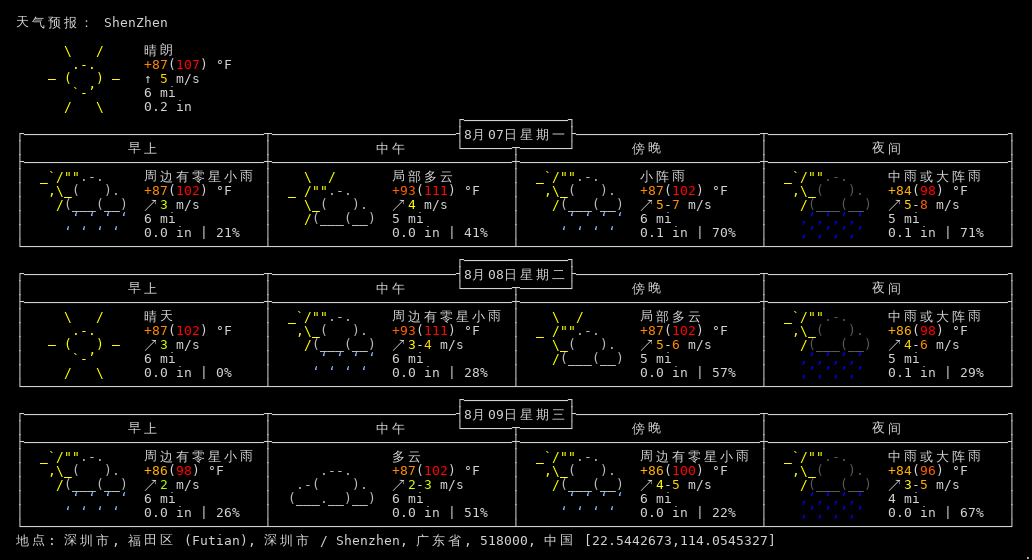 天气预报： ShenZhen
晴朗
+87(107) °F
↑ 5 m/s
6 mi
0.2 in
8月07日星期一
早上 中午 傍晚 夜间
周边有零星小雨 局部多云 小阵雨 中雨或大阵雨
+87(102) °F +93(111) °F +87(102) °F +84(98) °F
↗3 m/s ↗4 m/s ↗5-7 m/s ↗5-8 m/s
6 mi 5 mi 6 mi 5 mi
0.0 in | 21% 0.0 in | 41% 0.1 in | 70% 0.1 in | 71%
8月08日星期二
早上 中午 傍晚 夜间
晴天 周边有零星小雨 局部多云 中雨或大阵雨
+87(102) °F +93(111) °F +87(102) °F +86(98) °F
↗3 m/s ↗3-4 m/s ↗5-6 m/s ↗4-6 m/s
6 mi 6 mi 5 mi 5 mi
0.0 in | 0% 0.0 in | 28% 0.0 in | 57% 0.1 in | 29%
8月09日星期三
早上 中午 傍晚 夜间
周边有零星小雨 多云 周边有零星小雨 中雨或大阵雨
+86(98) °F +87(102) °F +86(100) °F +84(96) °F
↗2 m/s ↗2-3 m/s ↗4-5 m/s ↗3-5 m/s
6 mi 6 mi 6 mi 4 mi
0.0 in | 26% 0.0 in | 51% 0.0 in | 22% 0.0 in | 67%
地点: 深圳市, 福田区 (Futian), 深圳市 / Shenzhen, 广东省, 518000, 中国 [22.5442673,114.0545327]